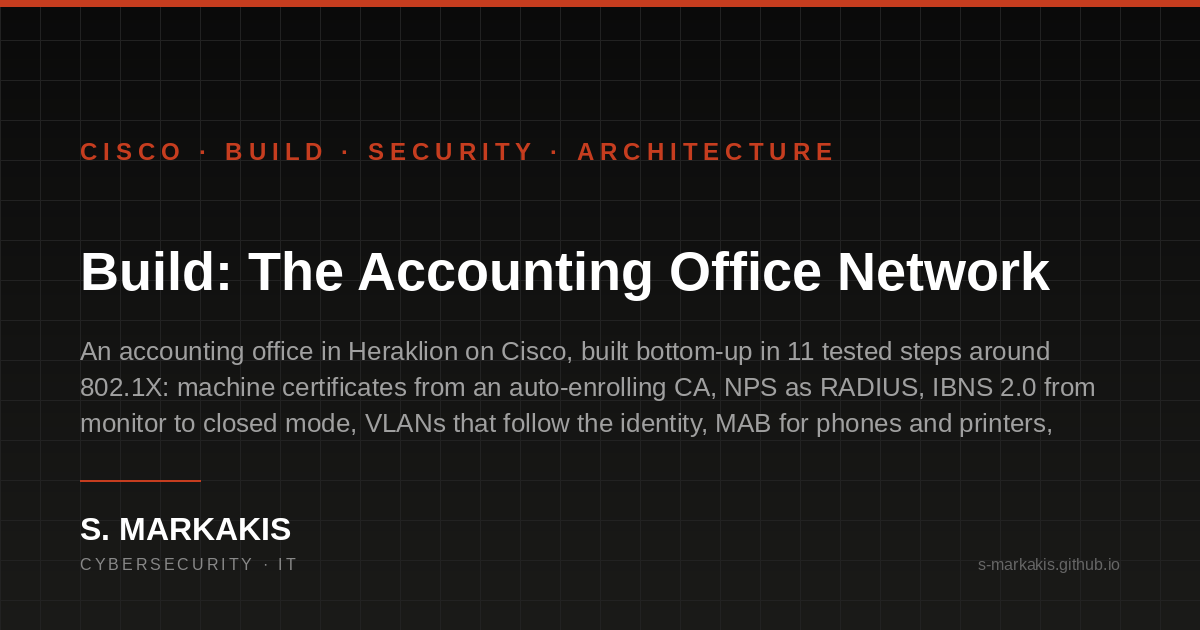 CISCO · BUILD · SECURITY · ARCHITECTURE
Build: The Accounting Office Network
An accounting office in Heraklion on Cisco, built bottom-up in 11 tested steps around
802.1X: machine certificates from an auto-enrolling CA, NPS as RADIUS, IBNS 2.0 from
monitor to closed mode, VLANs that follow the identity, MAB for phones and printers,
S. MARKAKIS
CYBERSECURITY · IT
s-markakis.github.io